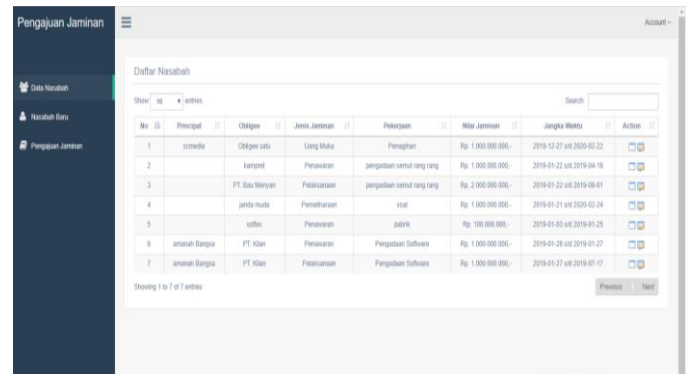 Pengajuan Jaminan
Account
Data Nasabah
Nasabah Baru
Pengajuan Jaminan
Daftar Nasabah
Show 10 entries
Search
No Principal Obligee Jenis Jaminan Pekerjaan Nilai Jaminan Jangka Waktu Action
1 scmedia Obligee satu Uang Muka Penagihan Rp. 1.000.000.000,- 2018-12-27 s/d 2020-02-22
2 kampret Penawaran pengadaan semut rang rang Rp. 1.000.000.000,- 2019-01-22 s/d 2019-04-18
3 PT. Bau Menyan Pelaksanaan pengadaan semut rang rang Rp. 2.000.000.000,- 2019-01-22 s/d 2019-08-01
4 janda muda Pemeliharaan vsat Rp. 1.000.000.000,- 2019-01-21 s/d 2020-02-24
5 softex Penawaran pabrik Rp. 100.000.000,- 2019-01-03 s/d 2019-01-25
6 amanah Bangsa PT. Kilan Penawaran Pengadaan Software Rp. 1.000.000.000,- 2019-01-28 s/d 2019-01-27
7 amanah Bangsa PT. Kilan Pelaksanaan Pengadaan Software Rp. 1.000.000.000,- 2019-01-27 s/d 2019-07-17
Showing 1 to 7 of 7 entries
Previous 1 Next